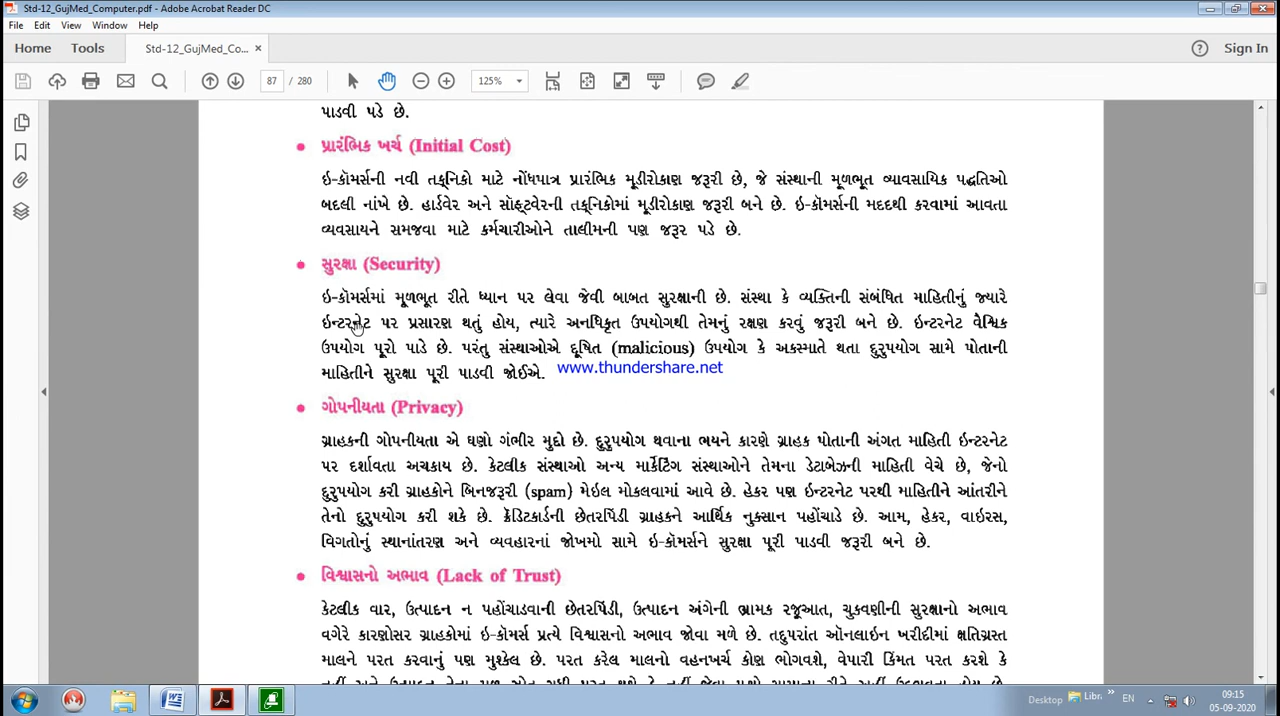 Std-12_GujMed_Computer.pdf - Adobe Acrobat Reader DC
File Edit View Window Help
Home Tools Std-12_GujMed_Co... × Sign In
87 / 280 125%
પાડવી પડે છે.
• પ્રારંભિક ખર્ચ (Initial Cost)
ઇ-કૉમર્સની નવી તક્નિકો માટે નોંધપાત્ર પ્રારંભિક મૂડીરોકાણ જરૂરી છે, જે સંસ્થાની મૂળભૂત વ્યાવસાયિક પદ્ધતિઓ
બદલી નાંખે છે. હાર્ડવેર અને સૉફ્ટવેરની તક્નિકોમાં મૂડીરોકાણ જરૂરી બને છે. ઇ-કૉમર્સની મદદથી કરવામાં આવતા
વ્યવસાયને સમજવા માટે કર્મચારીઓને તાલીમની પણ જરૂર પડે છે.
• સુરક્ષા (Security)
ઇ-કૉમર્સમાં મૂળભૂત રીતે ધ્યાન પર લેવા જેવી બાબત સુરક્ષાની છે. સંસ્થા કે વ્યક્તિની સંબંધિત માહિતીનું જ્યારે
ઇન્ટરનેટ પર પ્રસારણ થતું હોય, ત્યારે અનધિકૃત ઉપયોગથી તેમનું રક્ષણ કરવું જરૂરી બને છે. ઇન્ટરનેટ વૈશ્વિક
ઉપયોગ પૂરો પાડે છે. પરંતુ સંસ્થાઓએ દૂષિત (malicious) ઉપયોગ કે અકસ્માતે થતા દુરુપયોગ સામે પોતાની
માહિતીને સુરક્ષા પૂરી પાડવી જોઈએ. www.thundershare.net
• ગોપનીયતા (Privacy)
ગ્રાહકની ગોપનીયતા એ ઘણો ગંભીર મુદ્દો છે. દુરુપયોગ થવાના ભયને કારણે ગ્રાહક પોતાની અંગત માહિતી ઇન્ટરનેટ
પર દર્શાવતા અચકાય છે. કેટલીક સંસ્થાઓ અન્ય માર્કેટિંગ સંસ્થાઓને તેમના ડેટાબેઝની માહિતી વેચે છે, જેનો
દુરુપયોગ કરી ગ્રાહકોને બિનજરૂરી (spam) મેઇલ મોકલવામાં આવે છે. હેકર પણ ઇન્ટરનેટ પરથી માહિતીને આંતરીને
તેનો દુરુપયોગ કરી શકે છે. ક્રૅડિટકાર્ડની છેતરપિંડી ગ્રાહકને આર્થિક નુક્સાન પહોંચાડે છે. આમ, હેકર, વાઇરસ,
વિગતોનું સ્થાનાંતરણ અને વ્યવહારનાં જોખમો સામે ઇ-કૉમર્સને સુરક્ષા પૂરી પાડવી જરૂરી બને છે.
• વિશ્વાસનો અભાવ (Lack of Trust)
કેટલીક વાર, ઉત્પાદન ન પહોંચાડવાની છેતરપિંડી, ઉત્પાદન અંગેની ભ્રામક રજૂઆત, ચુકવણીની સુરક્ષાનો અભાવ
વગેરે કારણોસર ગ્રાહકોમાં ઇ-કૉમર્સ પ્રત્યે વિશ્વાસનો અભાવ જોવા મળે છે. તદુપરાંત ઑનલાઇન ખરીદીમાં ક્ષતિગ્રસ્ત
માલને પરત કરવાનું પણ મુશ્કેલ છે. પરત કરેલ માલનો વહનખર્ચ કોણ ભોગવશે, વેપારી કિંમત પરત કરશે કે
Desktop Libr » EN 09:15
05-09-2020